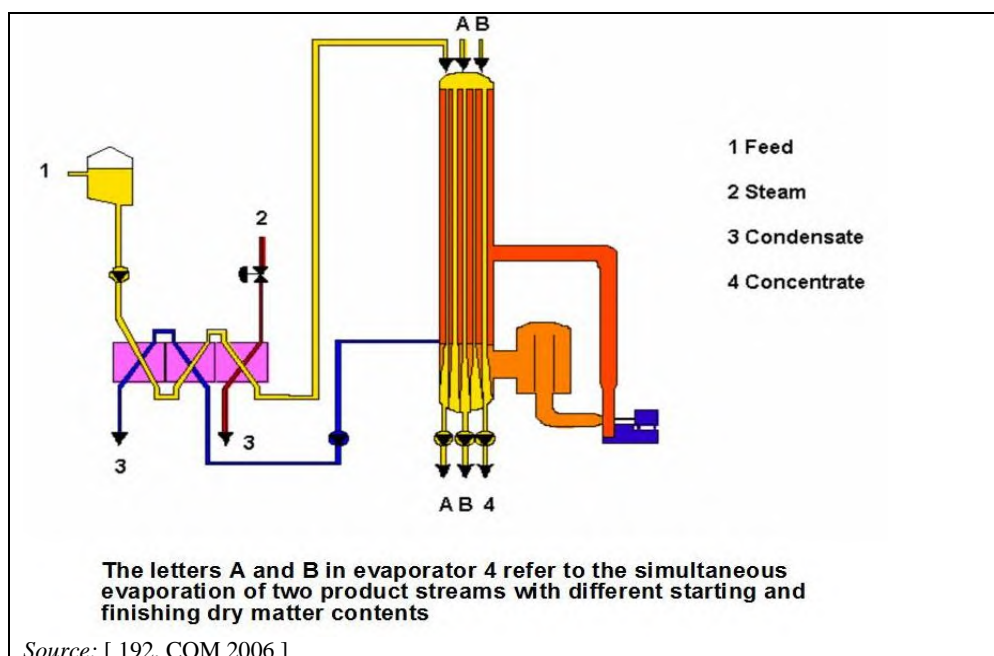 A B
1 Feed
1
2 Steam
2
3 Condensate
4 Concentrate
3
3
A B 4
The letters A and B in evaporator 4 refer to the simultaneous
evaporation of two product streams with different starting and
finishing dry matter contents
Source: [ 192, COM 2006 ]